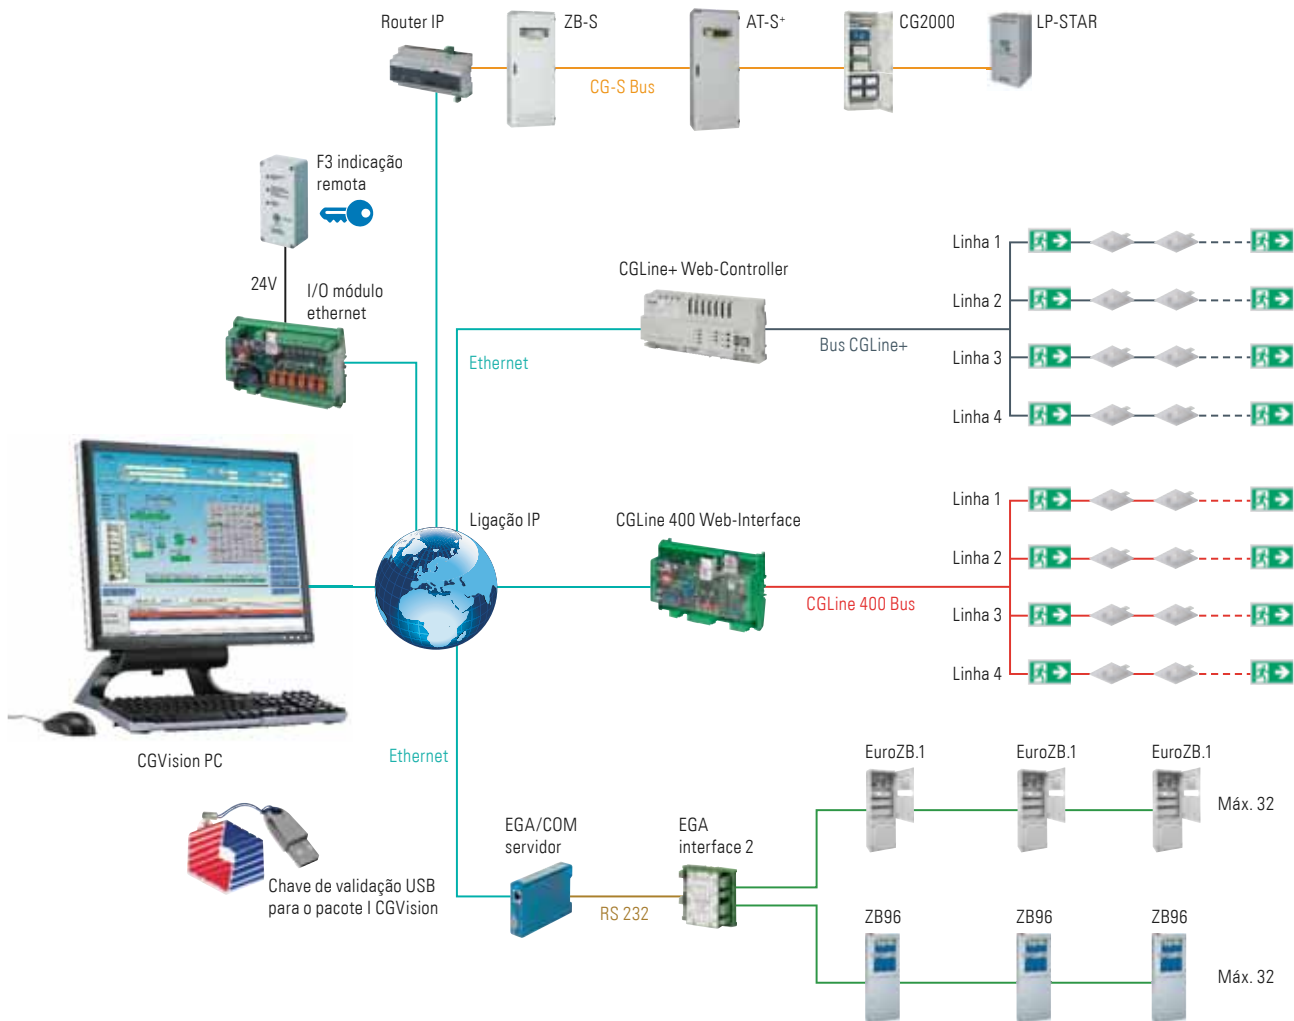 Router IP
ZB-S
AT-S+
CG2000
LP-STAR
CG-S Bus
F3 indicação
remota
24V
I/O módulo
ethernet
CGLine+ Web-Controller
Ethernet
Bus CGLine+
Linha 1
Linha 2
Linha 3
Linha 4
Ligação IP
CGLine 400 Web-Interface
CGLine 400 Bus
Linha 1
Linha 2
Linha 3
Linha 4
CGVision PC
Ethernet
Chave de validação USB
para o pacote I CGVision
EGA/COM
servidor
RS 232
EGA
interface 2
EuroZB.1
EuroZB.1
EuroZB.1
Máx. 32
ZB96
ZB96
ZB96
Máx. 32